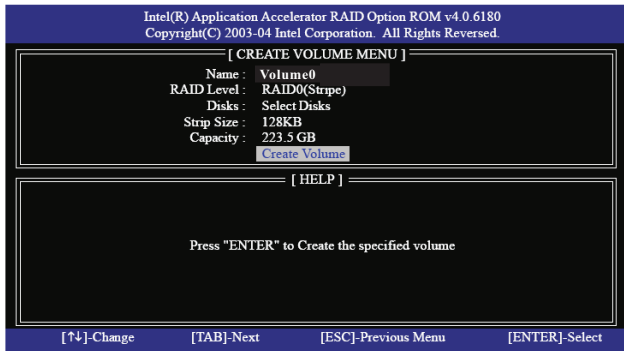 Intel(R) Application Accelerator RAID Option ROM v4.0.6180
Copyright(C) 2003-04 Intel Corporation. All Rights Reversed.
[ CREATE VOLUME MENU ]
Name : Volume0
RAID Level : RAID0(Stripe)
Disks : Select Disks
Strip Size : 128KB
Capacity : 223.5 GB
Create Volume
[ HELP ]
Press "ENTER" to Create the specified volume
[↑↓]-Change [TAB]-Next [ESC]-Previous Menu [ENTER]-Select